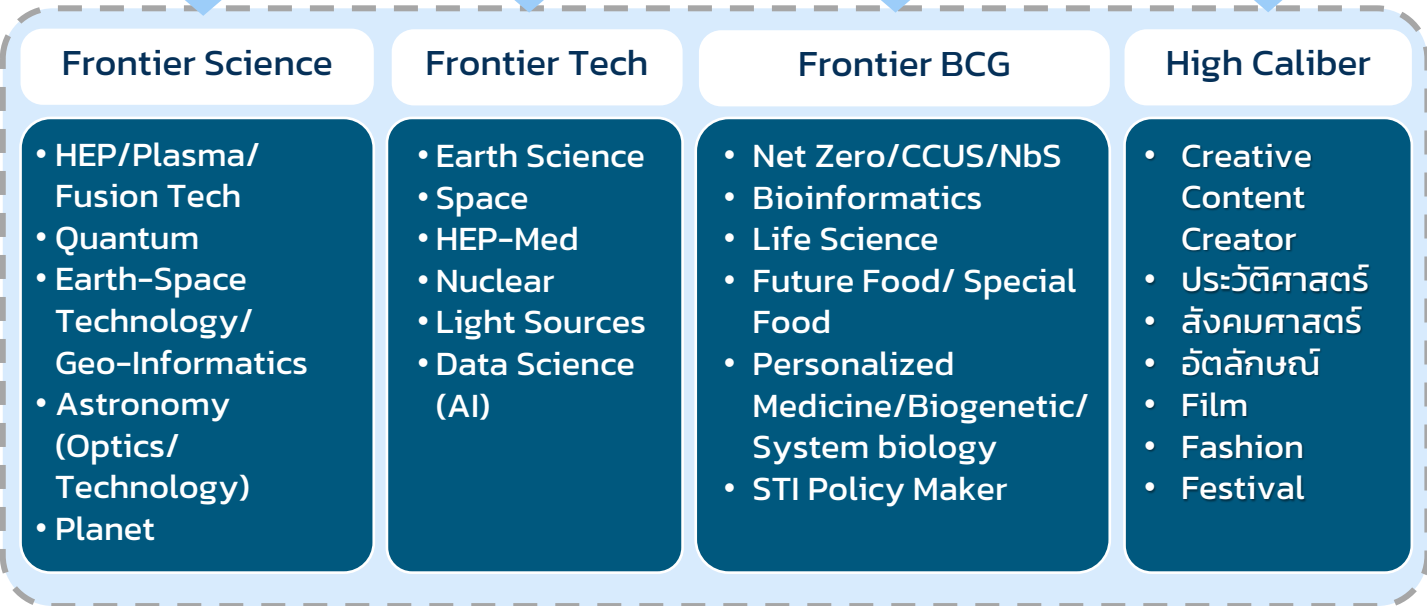 Frontier Science
• HEP/Plasma/
Fusion Tech
• Quantum
• Earth-Space
Technology/
Geo-Informatics
• Astronomy
(Optics/
Technology)
• Planet
Frontier Tech
• Earth Science
• Space
• HEP-Med
• Nuclear
• Light Sources
• Data Science
(AI)
Frontier BCG
• Net Zero/CCUS/NbS
• Bioinformatics
• Life Science
• Future Food/ Special
Food
• Personalized
Medicine/Biogenetic/
System biology
• STI Policy Maker
High Caliber
• Creative
Content
Creator
• ประวัติศาสตร์
• สังคมศาสตร์
• อัตลักษณ์
• Film
• Fashion
• Festival